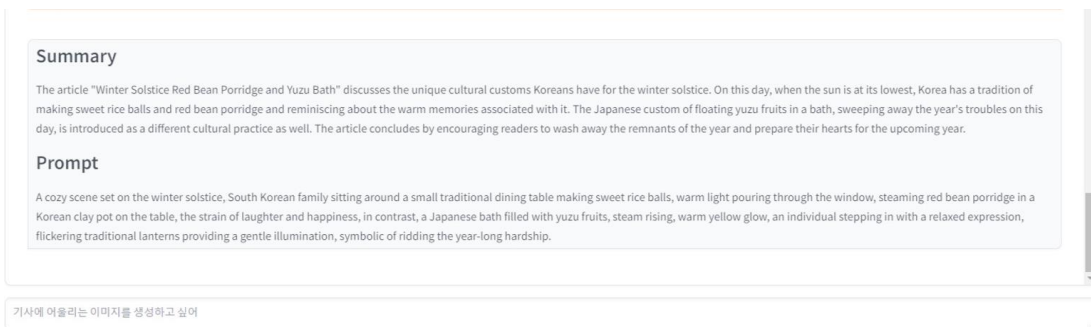 Summary
The article "Winter Solstice Red Bean Porridge and Yuzu Bath" discusses the unique cultural customs Koreans have for the winter solstice. On this day, when the sun is at its lowest, Korea has a tradition of
making sweet rice balls and red bean porridge and reminiscing about the warm memories associated with it. The Japanese custom of floating yuzu fruits in a bath, sweeping away the year's troubles on this
day, is introduced as a different cultural practice as well. The article concludes by encouraging readers to wash away the remnants of the year and prepare their hearts for the upcoming year.
Prompt
A cozy scene set on the winter solstice, South Korean family sitting around a small traditional dining table making sweet rice balls, warm light pouring through the window, steaming red bean porridge in a
Korean clay pot on the table, the strain of laughter and happiness, in contrast, a Japanese bath filled with yuzu fruits, steam rising, warm yellow glow, an individual stepping in with a relaxed expression,
flickering traditional lanterns providing a gentle illumination, symbolic of ridding the year-long hardship.
기사에 어울리는 이미지를 생성하고 싶어